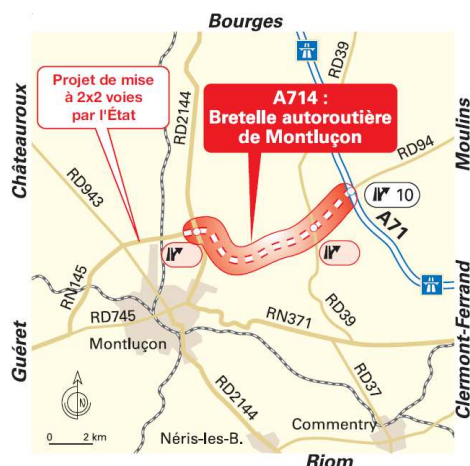 Bourges
RD39
Projet de mise
à 2x2 voies
par l'État
RD2144
A714 :
Bretelle autoroutière
de Montluçon
Châteauroux
Moulins
RD94
RD943
10
A71
RN145
RD745
RN371
RD39
Montluçon
Guéret
Clermont-Ferrand
RD37
RD2144
Commentry
N
0 2 km
Néris-les-B.
Riom